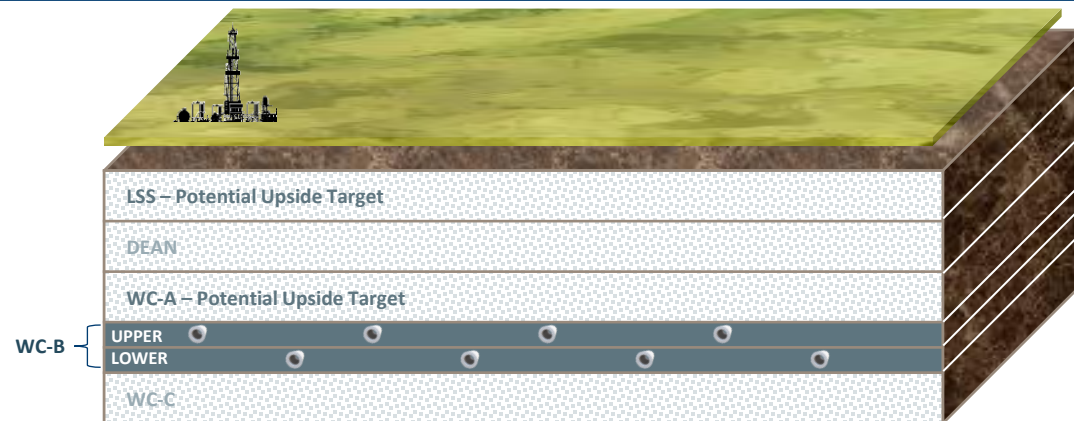 LSS – Potential Upside Target
DEAN
WC-A – Potential Upside Target
WC-B
UPPER
LOWER
WC-C